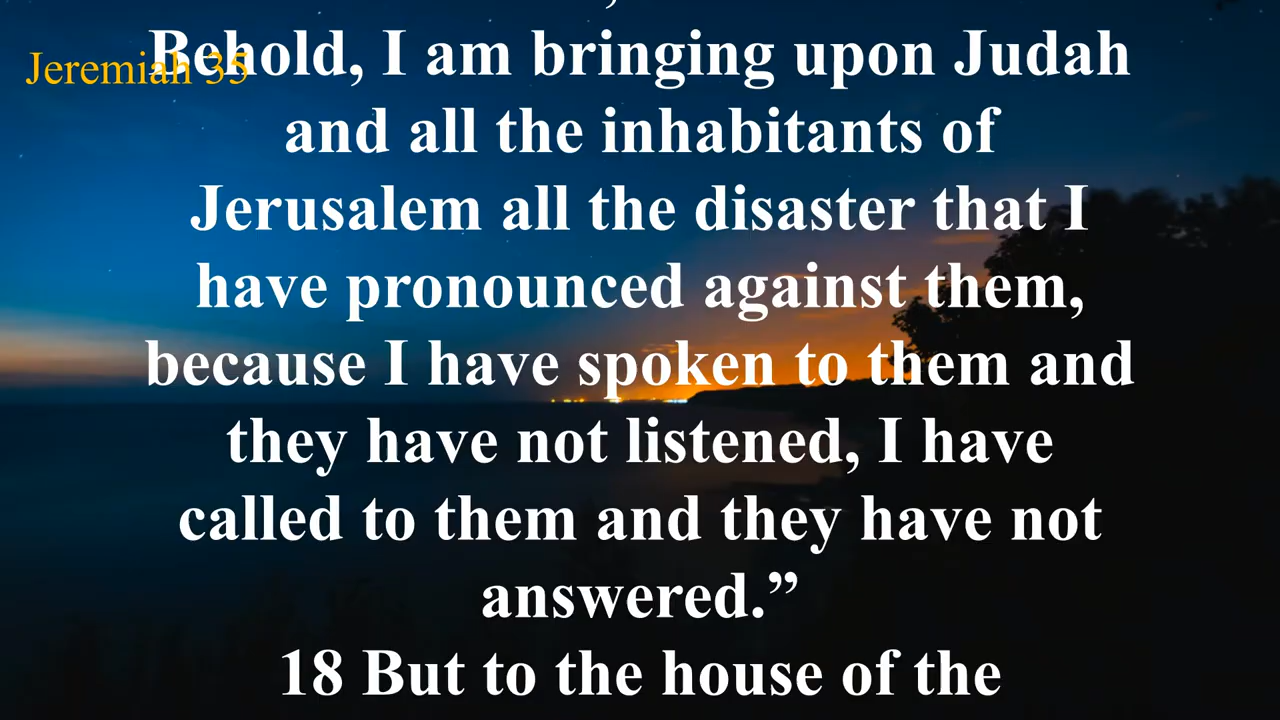 Jeremiah 35
Behold, I am bringing upon Judah
and all the inhabitants of
Jerusalem all the disaster that I
have pronounced against them,
because I have spoken to them and
they have not listened, I have
called to them and they have not
answered.”
18 But to the house of the